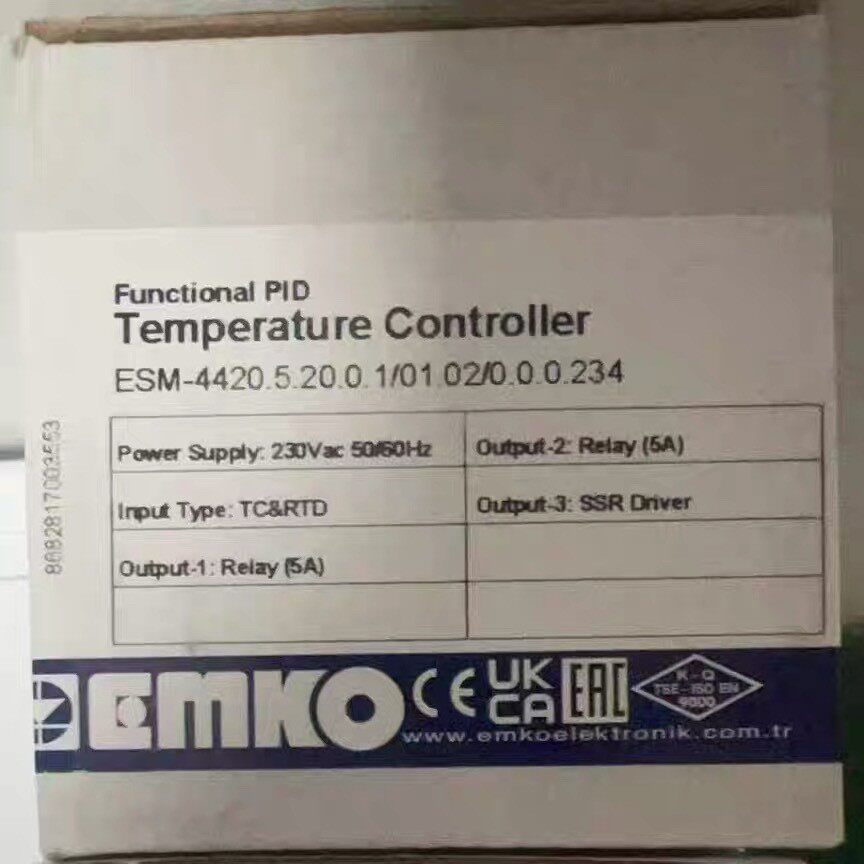 Functional PID
Temperature Controller
ESM-4420.5.20.0.1/01.02/0.0.0.234
Power Supply: 230Vac 50/60Hz
Output-2: Relay (5A)
Input Type: TC&RTD
Output-3: SSR Driver
Output-1: Relay (5A)
EMKO
CE
UK
CA
EAC
K-Q
TSE-ISO EN
9000
www.emkoelektronik.com.tr